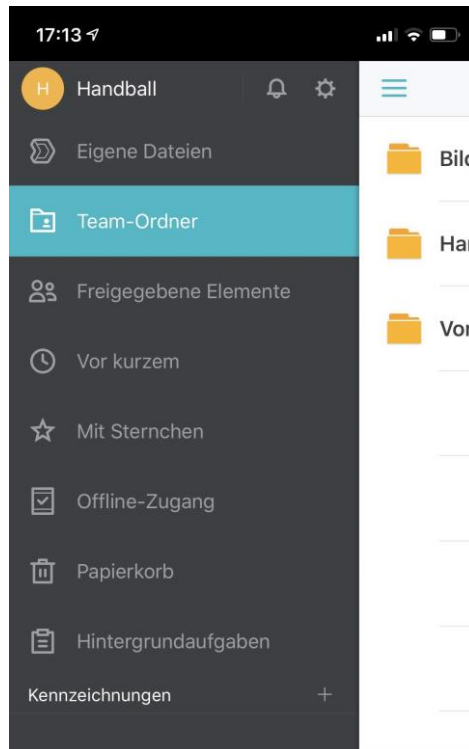 17:13
H Handball
Eigene Dateien
Team-Ordner
Freigegebene Elemente
Vor kurzem
Mit Sternchen
Offline-Zugang
Papierkorb
Hintergrundaufgaben
Kennzeichnungen +